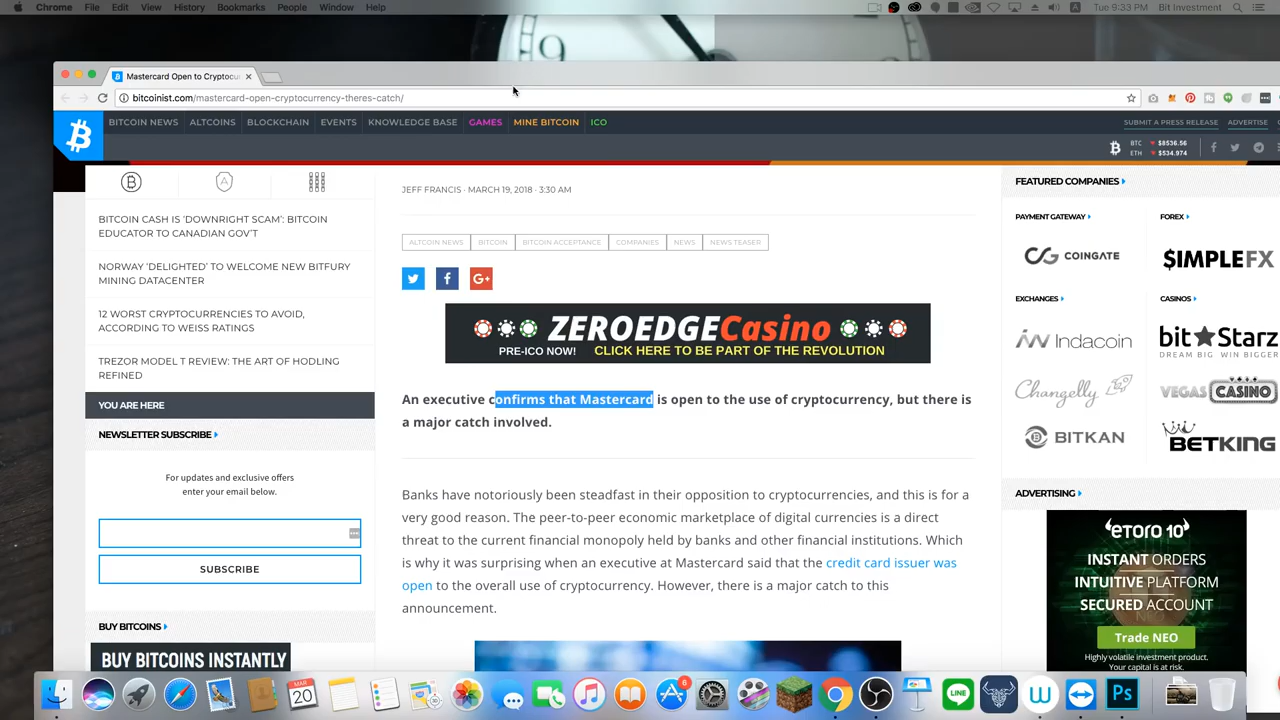 Chrome File Edit View History Bookmarks People Window Help
Tue 9:33 PM Bit Investment
Mastercard Open to Cryptocu
bitcoinist.com/mastercard-open-cryptocurrency-theres-catch/
BITCOIN NEWS ALTCOINS BLOCKCHAIN EVENTS KNOWLEDGE BASE GAMES MINE BITCOIN ICO
SUBMIT A PRESS RELEASE ADVERTISE
BTC $8536.56
ETH $534.974
BITCOIN CASH IS ‘DOWNRIGHT SCAM’: BITCOIN
EDUCATOR TO CANADIAN GOV’T
NORWAY ‘DELIGHTED’ TO WELCOME NEW BITFURY
MINING DATACENTER
12 WORST CRYPTOCURRENCIES TO AVOID,
ACCORDING TO WEISS RATINGS
TREZOR MODEL T REVIEW: THE ART OF HODLING
REFINED
YOU ARE HERE
NEWSLETTER SUBSCRIBE
For updates and exclusive offers
enter your email below.
SUBSCRIBE
BUY BITCOINS
BUY BITCOINS INSTANTLY
JEFF FRANCIS · MARCH 19, 2018 · 3:30 AM
ALTCOIN NEWS BITCOIN BITCOIN ACCEPTANCE COMPANIES NEWS NEWS TEASER
G+
ZEROEDGECasino
PRE-ICO NOW! CLICK HERE TO BE PART OF THE REVOLUTION
An executive confirms that Mastercard is open to the use of cryptocurrency, but there is
a major catch involved.
Banks have notoriously been steadfast in their opposition to cryptocurrencies, and this is for a
very good reason. The peer-to-peer economic marketplace of digital currencies is a direct
threat to the current financial monopoly held by banks and other financial institutions. Which
is why it was surprising when an executive at Mastercard said that the credit card issuer was
open to the overall use of cryptocurrency. However, there is a major catch to this
announcement.
FEATURED COMPANIES
PAYMENT GATEWAY
FOREX
COINGATE
$IMPLEFX
EXCHANGES
CASINOS
Indacoin
bit★Starz
DREAM BIG. WIN BIGGER
Changelly
VEGAS CASINO
BITKAN
BETKING
ADVERTISING
eToro 10
INSTANT ORDERS
INTUITIVE PLATFORM
SECURED ACCOUNT
Trade NEO
Highly volatile investment product.
Your capital is at risk.
MAR
20
6
LINE
W
Ps